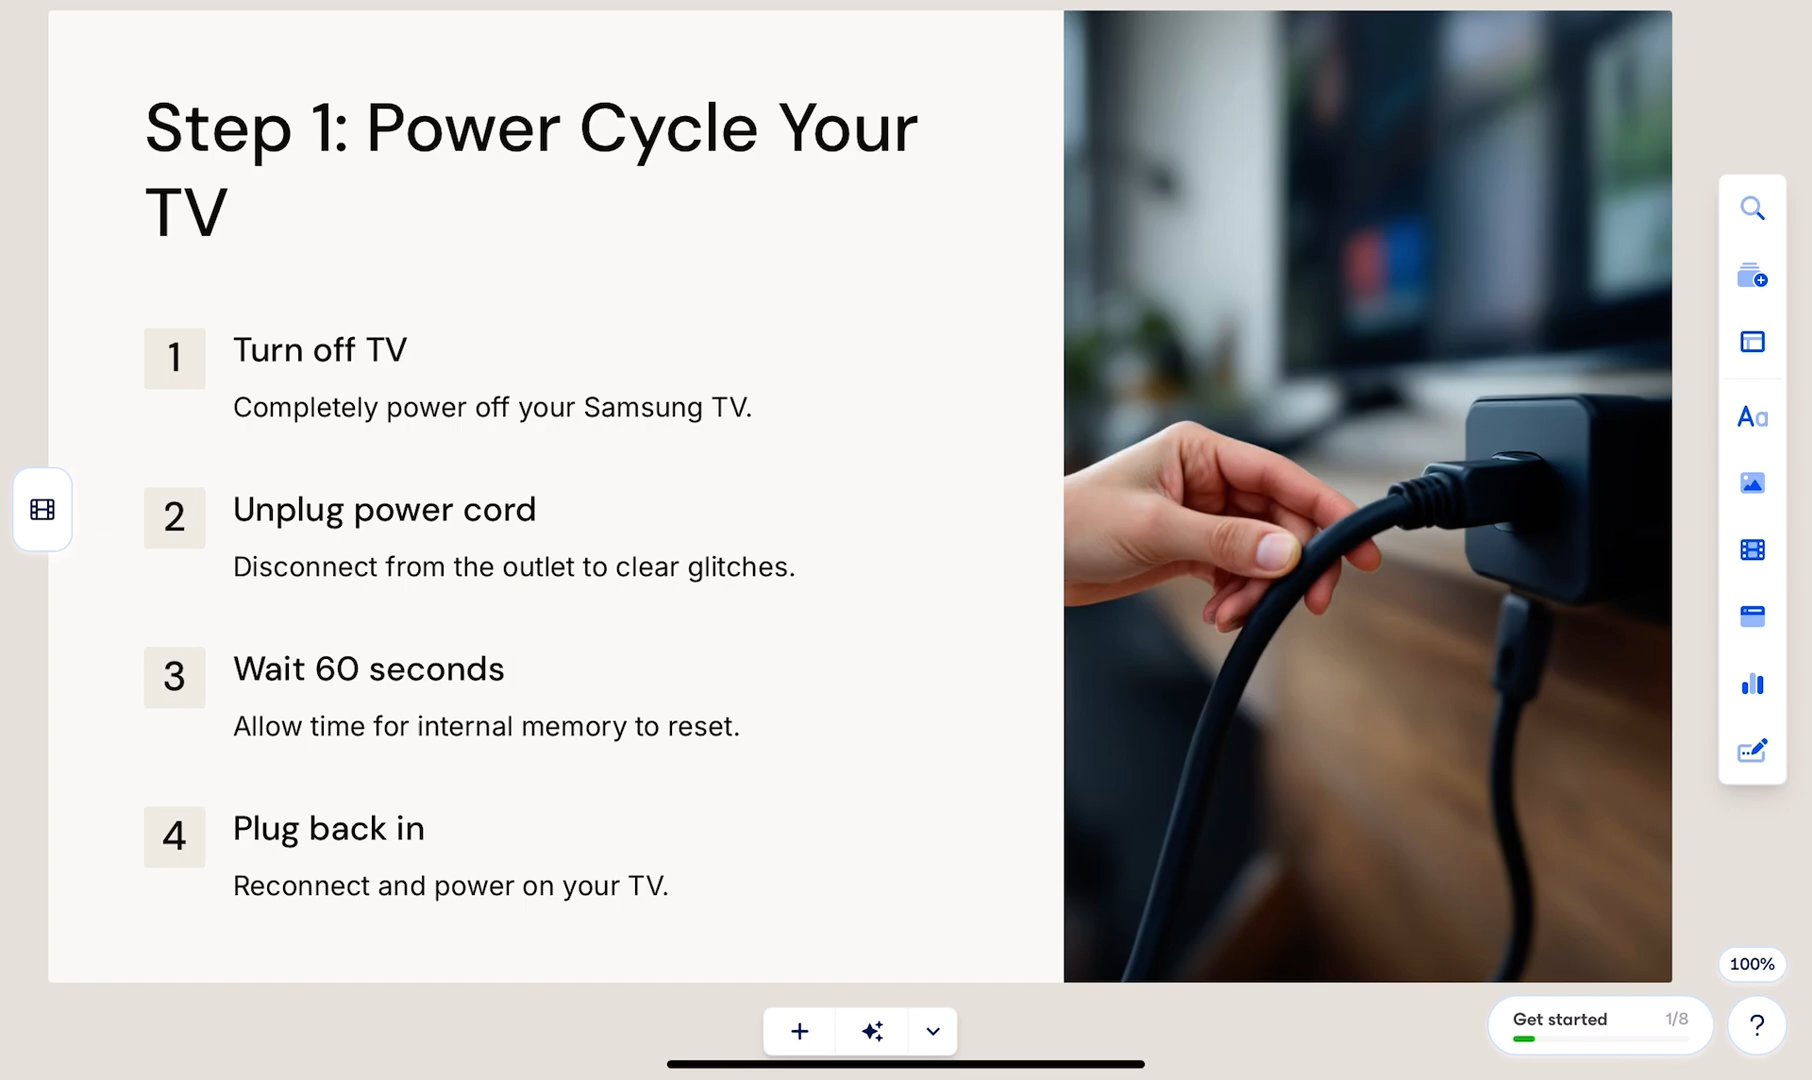 Step 1: Power Cycle Your
TV
1
Turn off TV
Completely power off your Samsung TV.
2
Unplug power cord
Disconnect from the outlet to clear glitches.
3
Wait 60 seconds
Allow time for internal memory to reset.
4
Plug back in
Reconnect and power on your TV.
Aa
100%
Get started 1/8
?